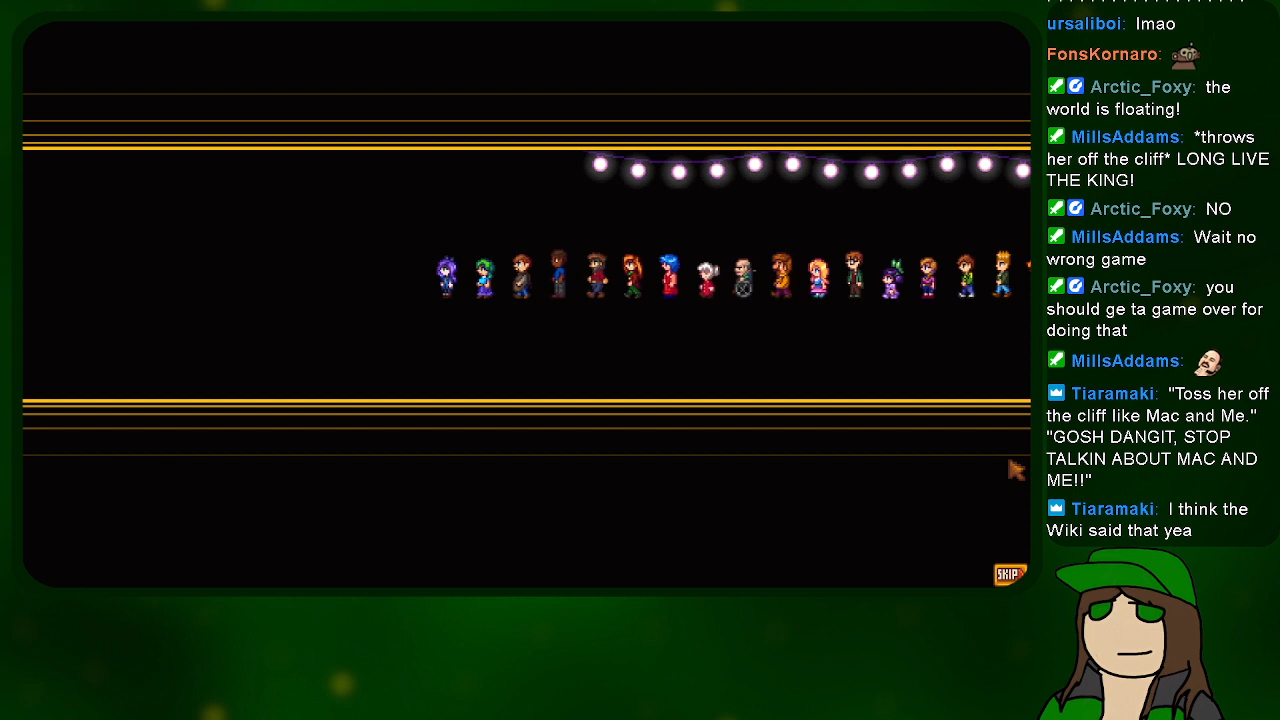 ursaliboi: lmao
FonsKornaro:
Arctic_Foxy: the
world is floating!
MillsAddams: *throws
her off the cliff* LONG LIVE
THE KING!
Arctic_Foxy: NO
MillsAddams: Wait no
wrong game
Arctic_Foxy: you
should ge ta game over for
doing that
MillsAddams:
Tiaramaki: "Toss her off
the cliff like Mac and Me."
"GOSH DANGIT, STOP
TALKIN ABOUT MAC AND
ME!!"
Tiaramaki: I think the
Wiki said that yea
SKIP